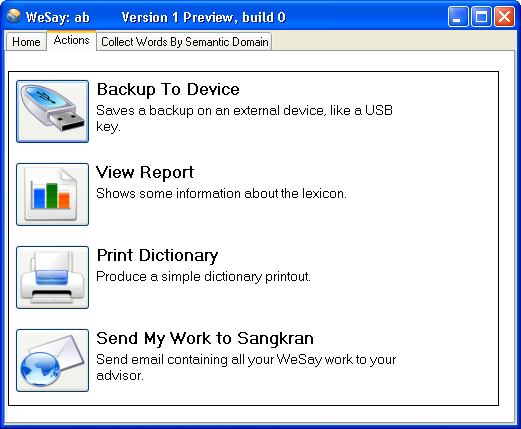 WeSay: ab Version 1 Preview, build 0
Home Actions Collect Words By Semantic Domain
Backup To Device
Saves a backup on an external device, like a USB
key.
View Report
Shows some information about the lexicon.
Print Dictionary
Produce a simple dictionary printout.
Send My Work to Sangkran
Send email containing all your WeSay work to your
advisor.